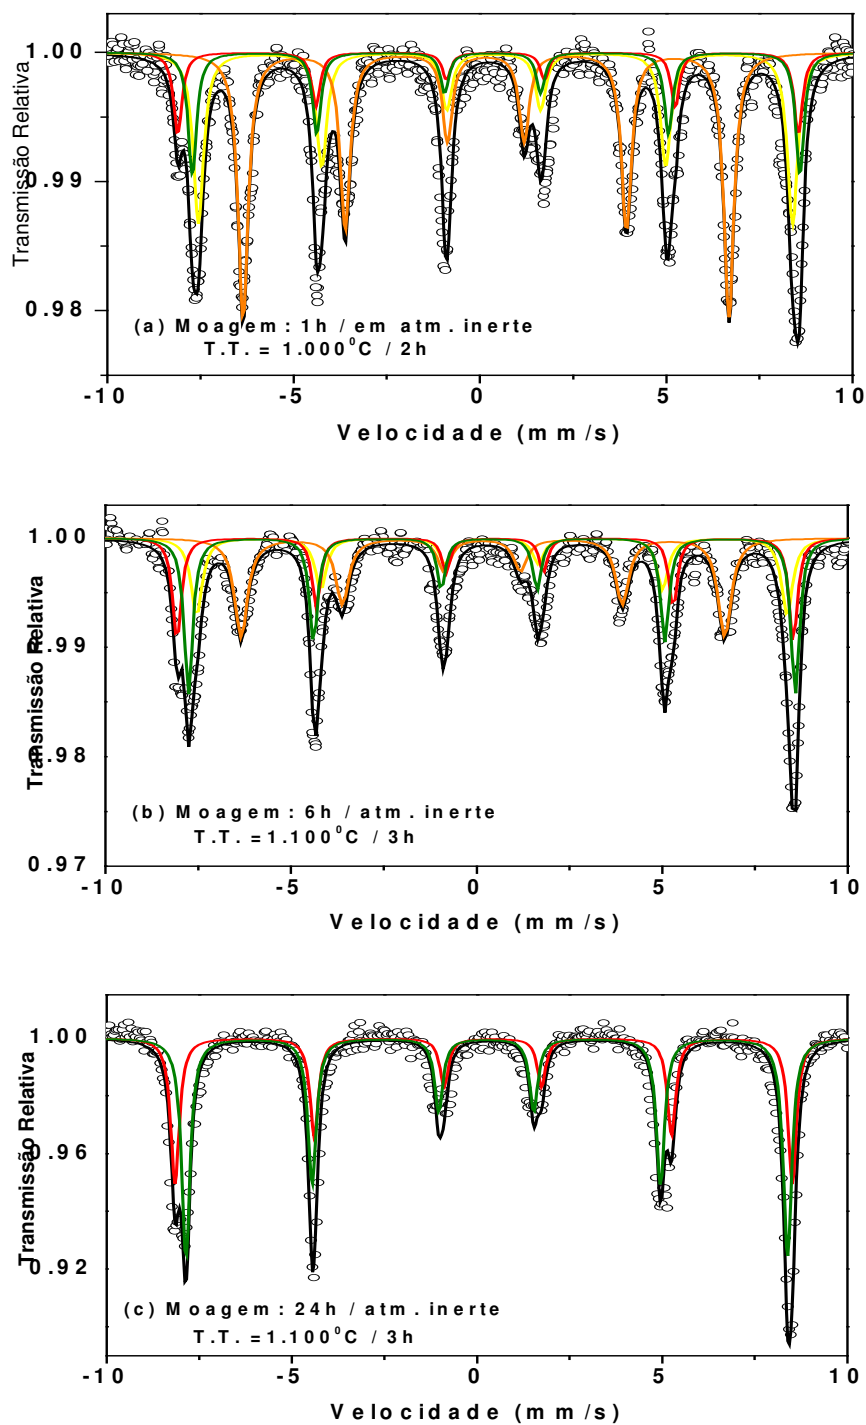 1.00
0.99
0.98
Transmissão Relativa
(a) Moagem: 1h / em atm. inerte
T.T. = 1.000⁰C / 2h
-10 -5 0 5 10
Velocidade (mm/s)
1.00
0.99
0.98
0.97
Transmissão Relativa
(b) Moagem: 6h / atm. inerte
T.T. = 1.100⁰C / 3h
-10 -5 0 5 10
Velocidade (mm/s)
1.00
0.96
0.92
Transmissão Relativa
(c) Moagem: 24h / atm. inerte
T.T. = 1.100⁰C / 3h
-10 -5 0 5 10
Velocidade (mm/s)